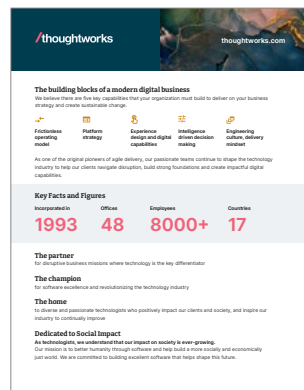 /thoughtworks
thoughtworks.com
The building blocks of a modern digital business
We believe there are five key capabilities that your organization must build to deliver on your business
strategy and create sustainable change.
Frictionless
operating
model
Platform
strategy
Experience
design and digital
capabilities
Intelligence
driven decision
making
Engineering
culture, delivery
mindset
As one of the original pioneers of agile delivery, our passionate teams continue to shape the technology
industry to help our clients navigate disruption, build strong foundations and create impactful digital
capabilities.
Key Facts and Figures
Incorporated in
Offices
Employees
Countries
1993
48
8000+
17
The partner
for disruptive business missions where technology is the key differentiator
The champion
for software excellence and revolutionizing the technology industry
The home
to diverse and passionate technologists who positively impact our clients and society, and inspire our
industry to continually improve
Dedicated to Social Impact
As technologists, we understand that our impact on society is ever-growing.
Our mission is to better humanity through software and help build a more socially and economically
just world. We are committed to building excellent software that helps shape this future.